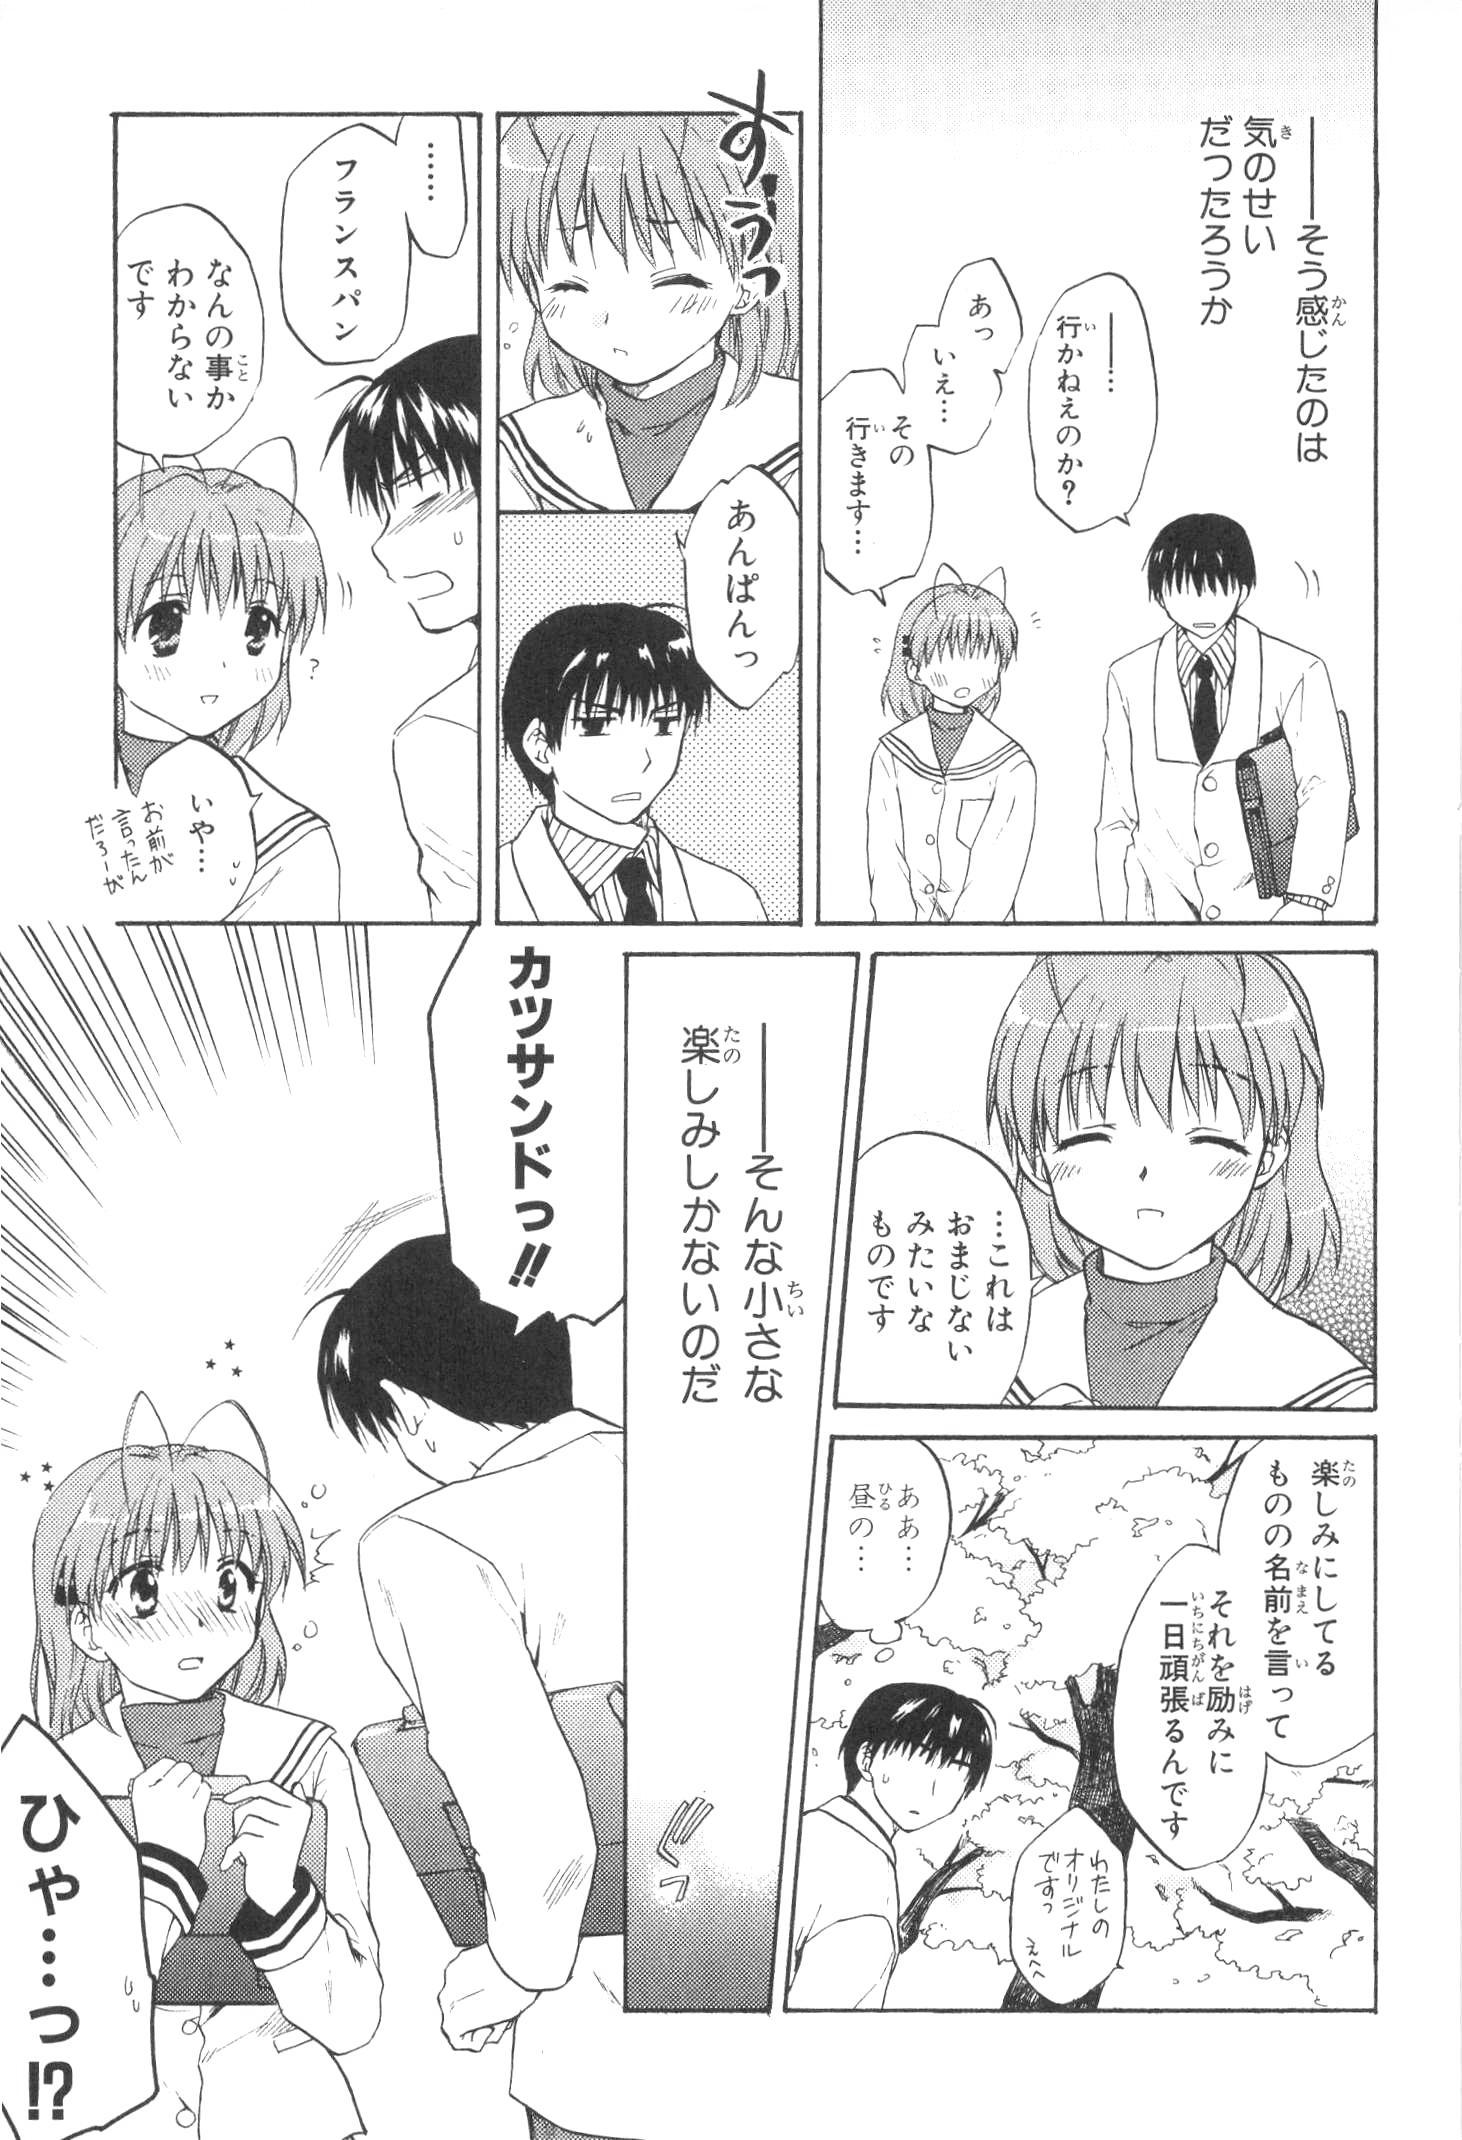 ――そう感じたのは
気のせい
だったろうか
――…
行かねえのか？
あっ
いえ…
その
行きます…
すぅっ
あんぱんっ
………
フランスパン
なんの事か
わからない
です
いや…
お前が
言ったん
だろーが
…これは
おまじない
みたいな
ものです
楽しみにしてる
ものの名前を言って
それを励みに
一日頑張るんです
わたしの
オリジナル
ですっ
えへへ
ああ…
昼の…
――そんな小さな
楽しみしかないのだ
ぐっ
カツサンドっ!!
ひゃ…っ!?